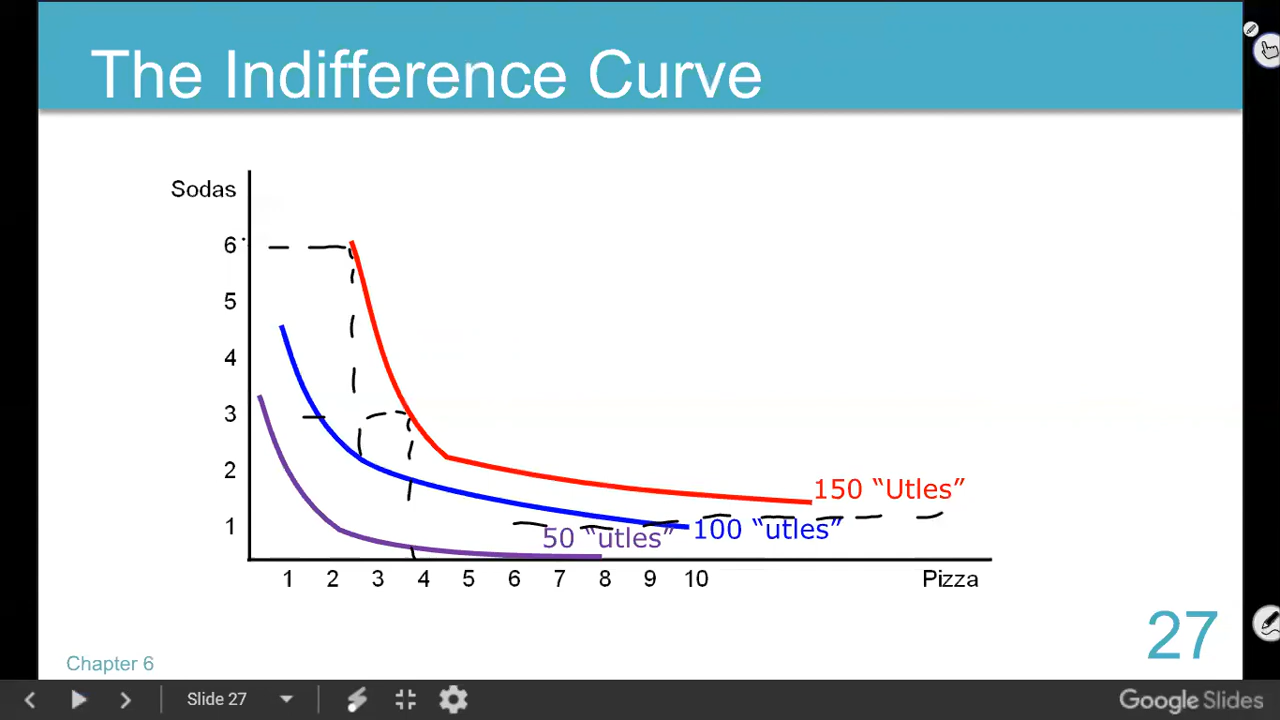 The Indifference Curve
Sodas
6
5
4
3
2
1
150 “Utles”
100 “utles”
50 “utles”
1 2 3 4 5 6 7 8 9 10 Pizza
27
Chapter 6
Slide 27
Google Slides